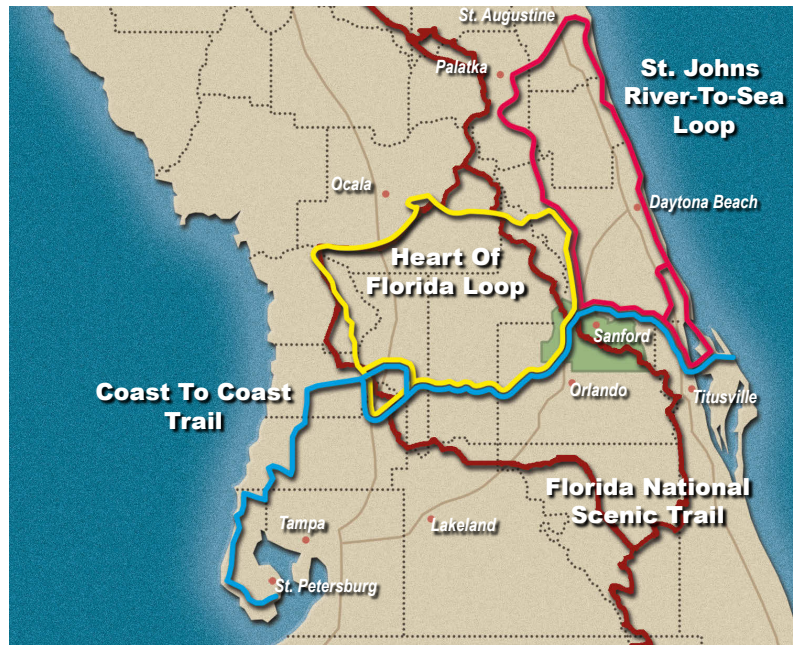 St. Augustine
Palatka
St. Johns
River-To-Sea
Loop
Ocala
Daytona Beach
Heart Of
Florida Loop
Sanford
Coast To Coast
Trail
Orlando
Titusville
Florida National
Scenic Trail
Tampa
Lakeland
St. Petersburg